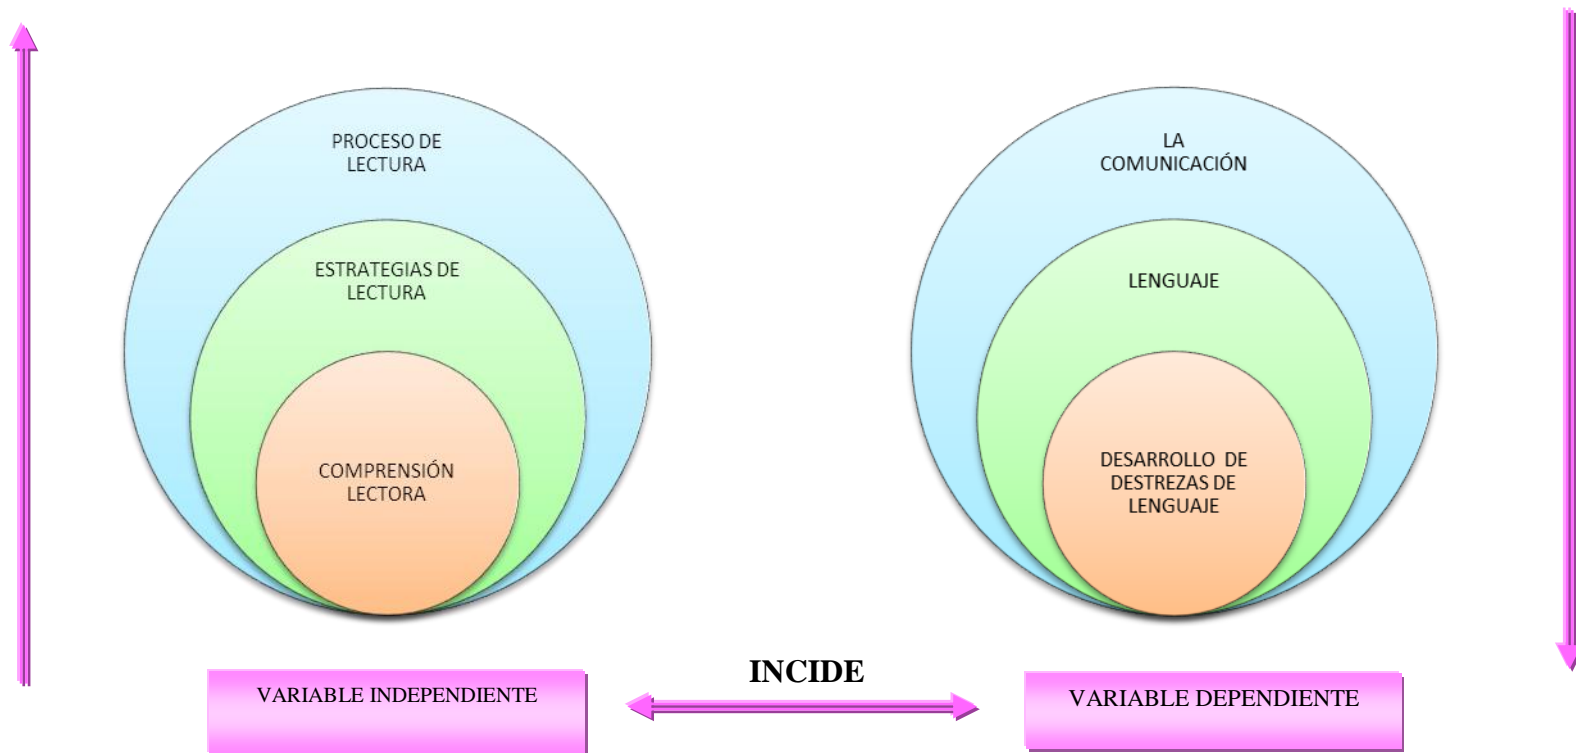 PROCESO DE
LECTURA
ESTRATEGIAS DE
LECTURA
COMPRENSIÓN
LECTORA
LA
COMUNICACIÓN
LENGUAJE
DESARROLLO DE
DESTREZAS DE
LENGUAJE
INCIDE
VARIABLE INDEPENDIENTE
VARIABLE DEPENDIENTE